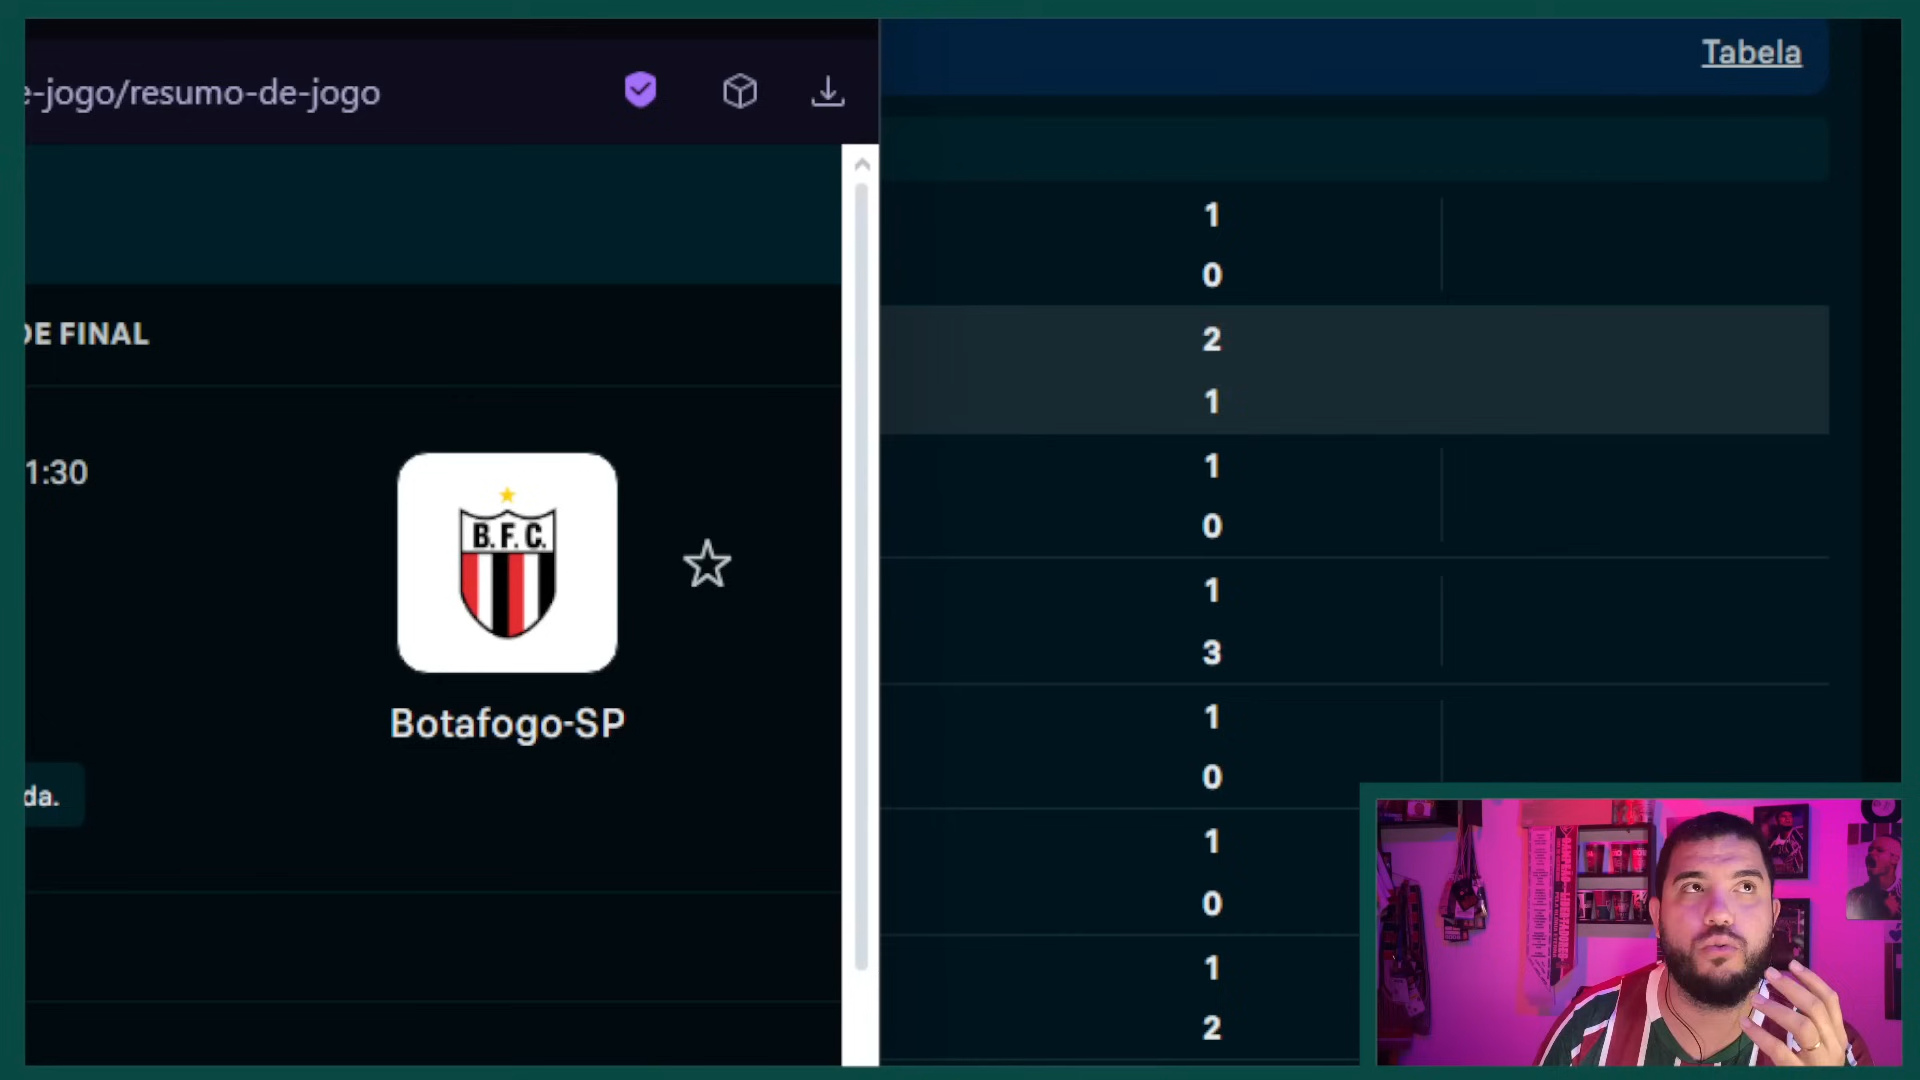 e-jogo/resumo-de-jogo
Tabela
DE FINAL
1:30
B. F. C.
Botafogo-SP
da.
1
0
2
1
1
0
1
3
1
0
1
0
1
2